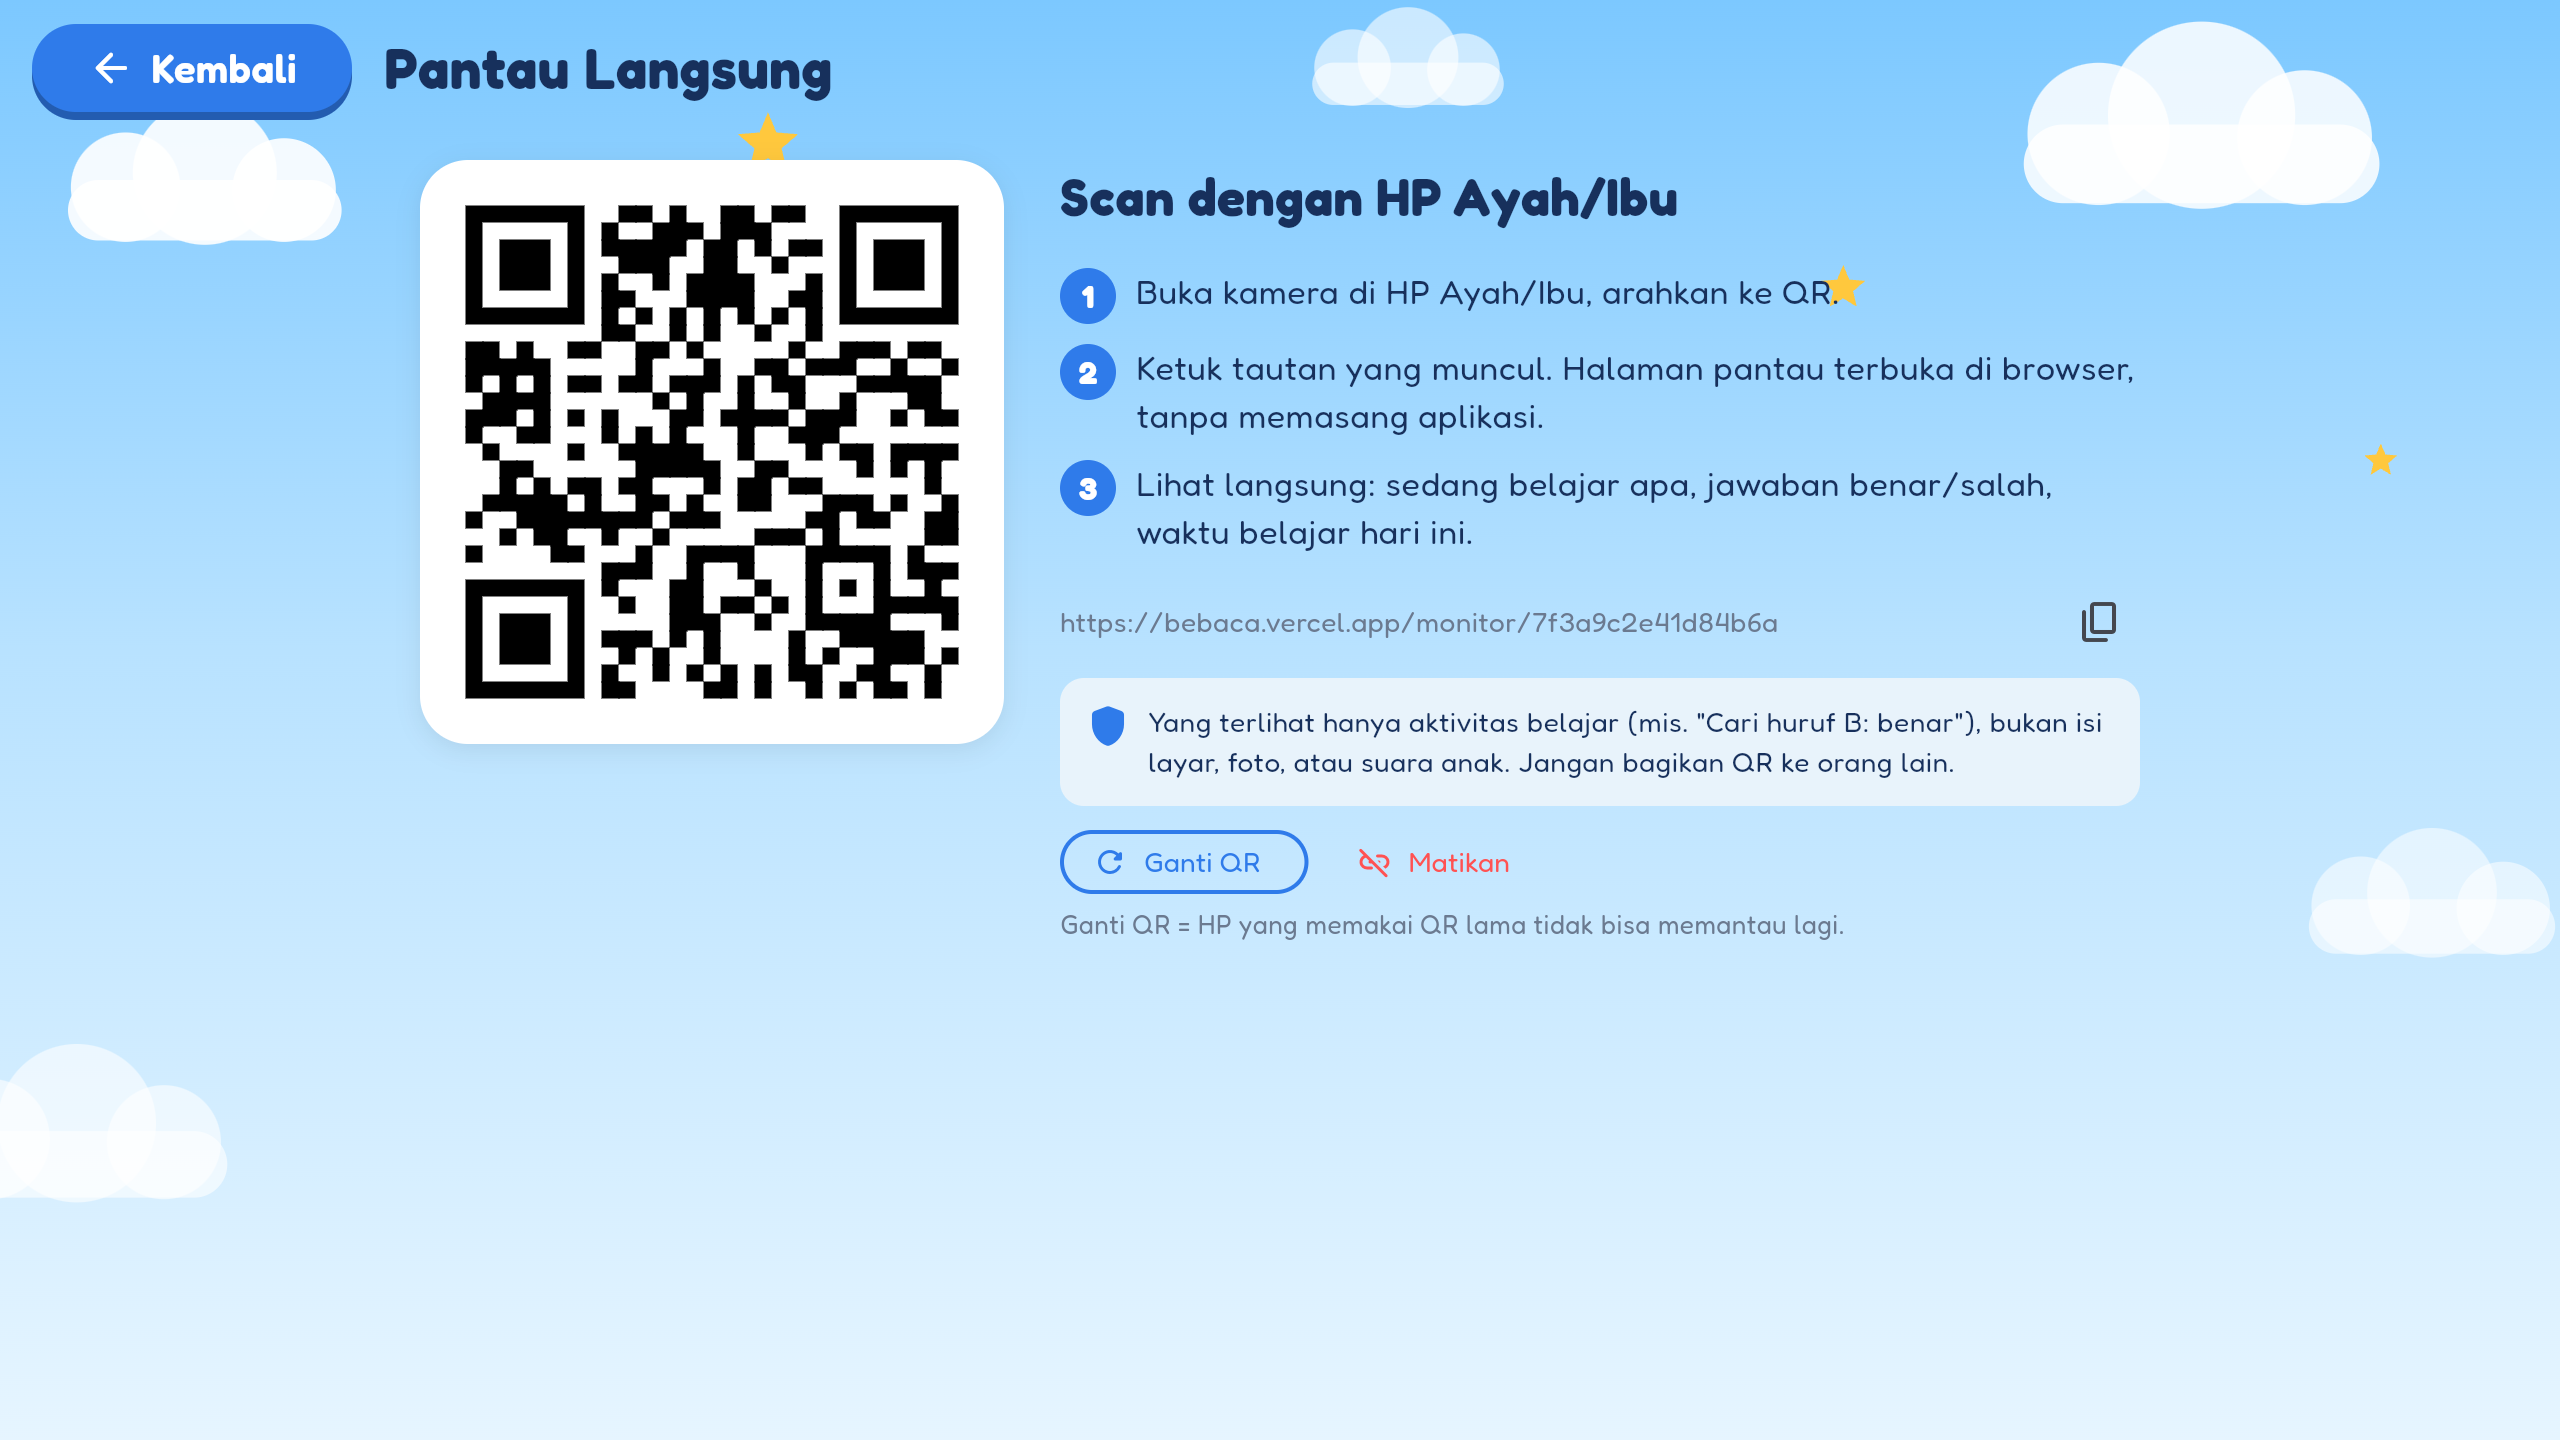 Kembali
Pantau Langsung
Scan dengan HP Ayah/Ibu
1 Buka kamera di HP Ayah/Ibu, arahkan ke QR.
2 Ketuk tautan yang muncul. Halaman pantau terbuka di browser,
tanpa memasang aplikasi.
3 Lihat langsung: sedang belajar apa, jawaban benar/salah,
waktu belajar hari ini.
https://bebaca.vercel.app/monitor/7f3a9c2e41d84b6a
Yang terlihat hanya aktivitas belajar (mis. "Cari huruf B: benar"), bukan isi
layar, foto, atau suara anak. Jangan bagikan QR ke orang lain.
Ganti QR
Matikan
Ganti QR = HP yang memakai QR lama tidak bisa memantau lagi.